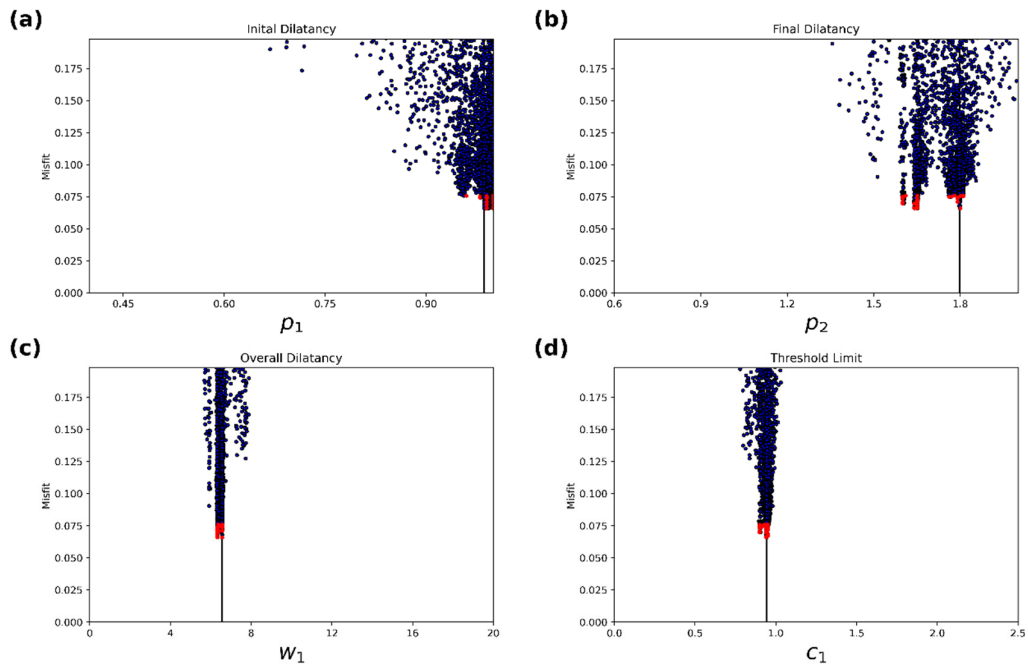 (a)
Inital Dilatancy
0.175
0.150
0.125
0.100
0.075
0.050
0.025
0.000
Misfit
0.45 0.60 0.75 0.90
p1
(b)
Final Dilatancy
0.175
0.150
0.125
0.100
0.075
0.050
0.025
0.000
Misfit
0.6 0.9 1.2 1.5 1.8
p2
(c)
Overall Dilatancy
0.175
0.150
0.125
0.100
0.075
0.050
0.025
0.000
Misfit
0 4 8 12 16 20
w1
(d)
Threshold Limit
0.175
0.150
0.125
0.100
0.075
0.050
0.025
0.000
Misfit
0.0 0.5 1.0 1.5 2.0 2.5
c1